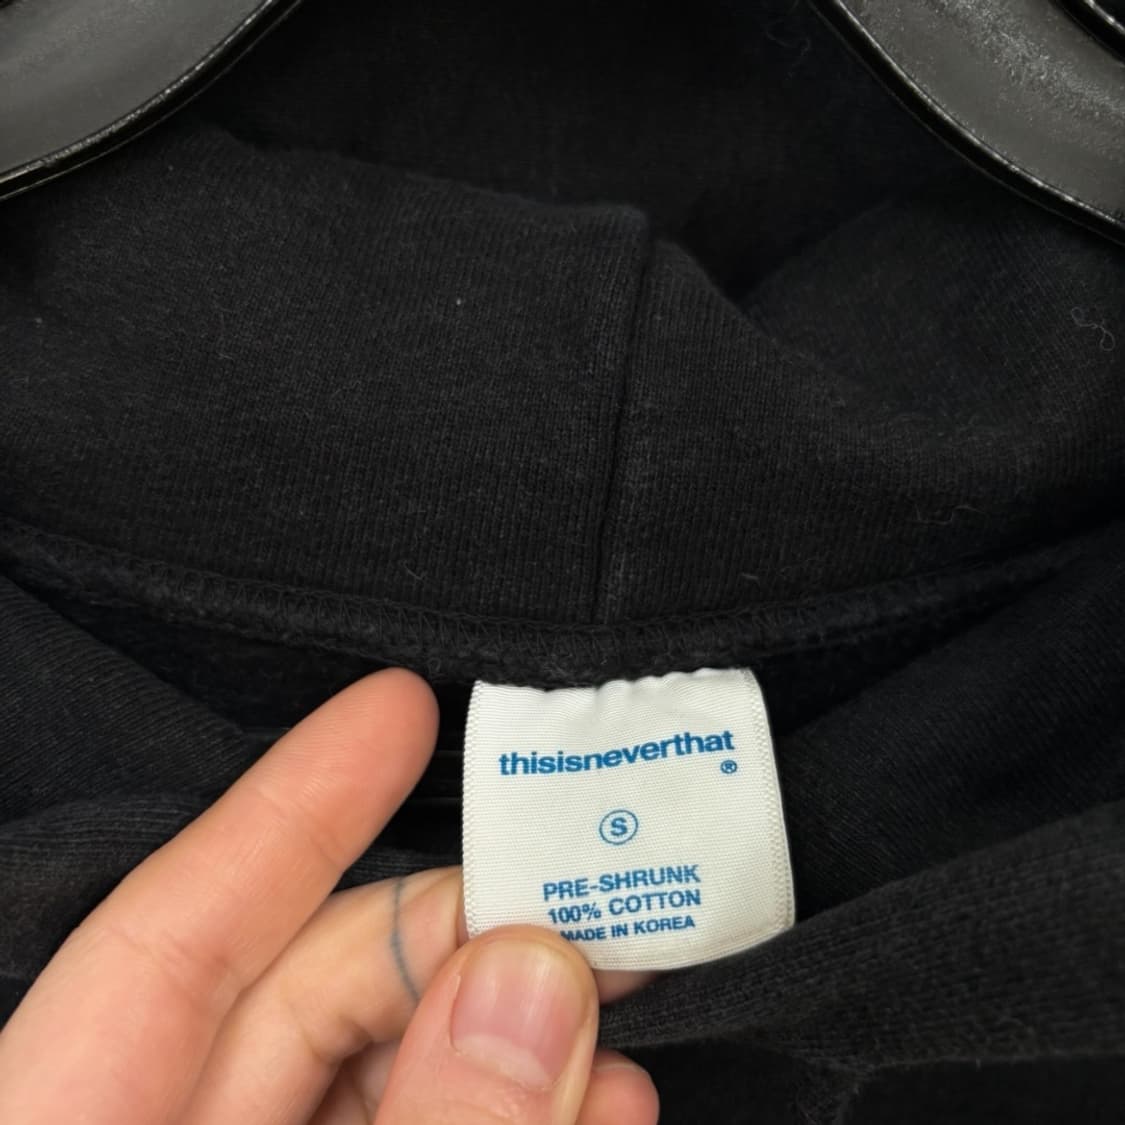 thisisneverthat
®
S
PRE-SHRUNK
100% COTTON
MADE IN KOREA